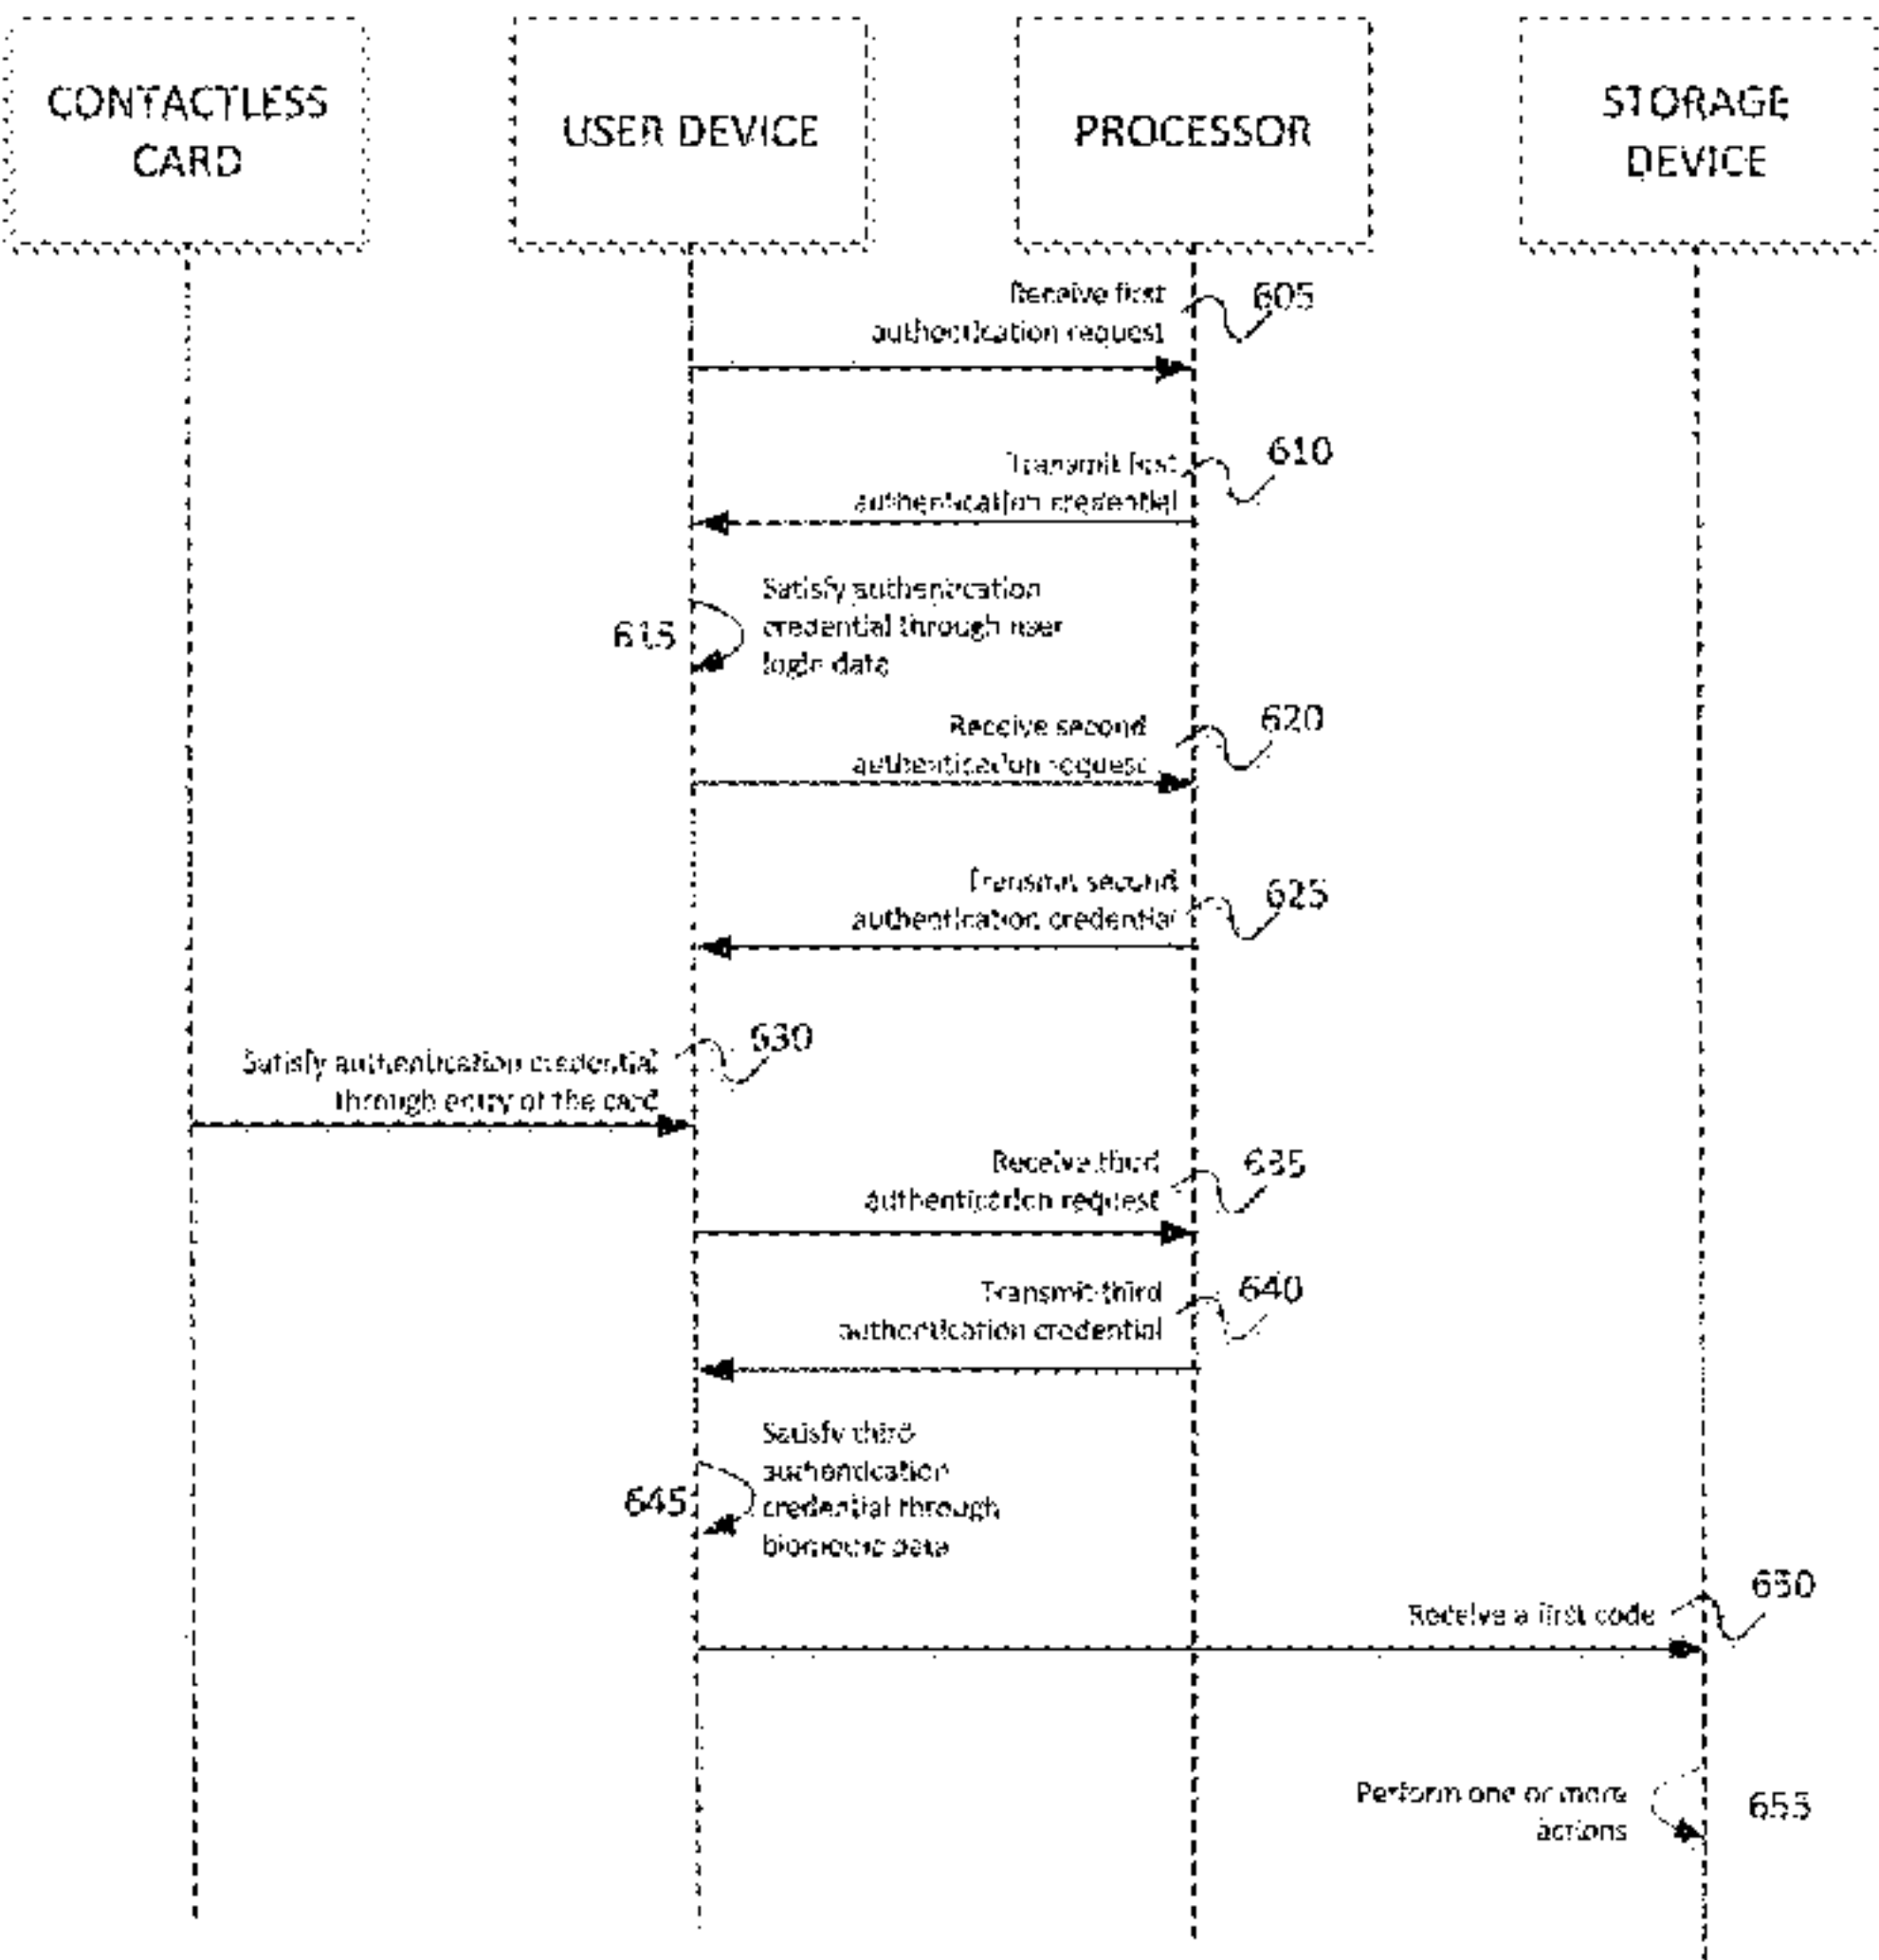 CONTACTLESS
CARD
USER DEVICE
PROCESSOR
STORAGE
DEVICE
Receive first
authentication request
605
Transmit first
authentication credential
610
Satisfy authentication
credential through user
login data
615
Receive second
authentication request
620
Transmit second
authentication credential
625
Satisfy authentication credential
through entry of the card
630
Receive third
authentication request
635
Transmit third
authentication credential
640
Satisfy third
authentication
credential through
biometric data
645
Receive a first code
650
Perform one or more
actions
655